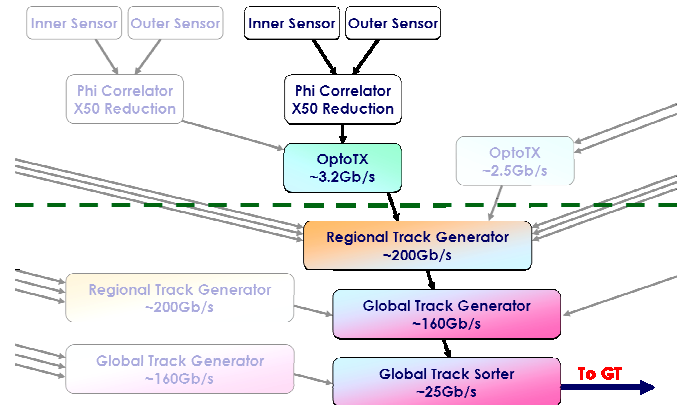 Inner Sensor
Outer Sensor
Inner Sensor
Outer Sensor
Phi Correlator
X50 Reduction
Phi Correlator
X50 Reduction
OptoTX
~3.2Gb/s
OptoTX
~2.5Gb/s
Regional Track Generator
~200Gb/s
Regional Track Generator
~200Gb/s
Global Track Generator
~160Gb/s
Global Track Generator
~160Gb/s
Global Track Sorter
~25Gb/s
To GT